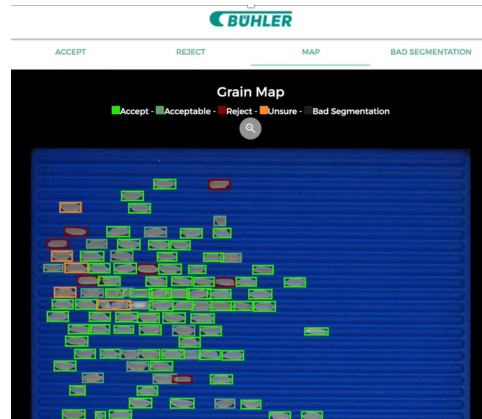 BÜHLER
ACCEPT REJECT MAP BAD SEGMENTATION
Grain Map
Accept - Acceptable - Reject - Unsure - Bad Segmentation